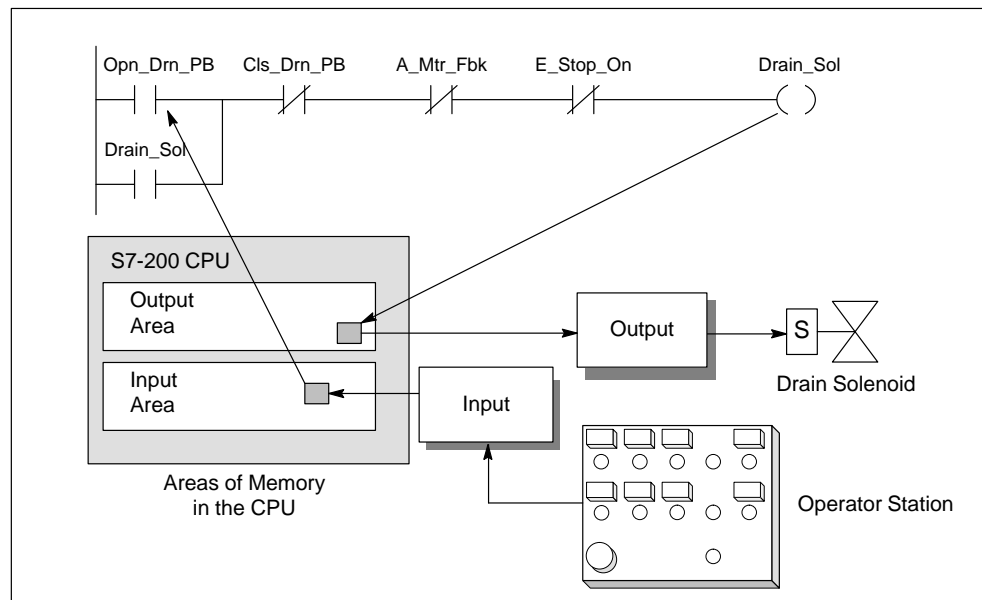 Opn_Drn_PB Cls_Drn_PB A_Mtr_Fbk E_Stop_On Drain_Sol
Drain_Sol
S7-200 CPU
Output
Area
Output
S
Drain Solenoid
Input
Area
Input
Areas of Memory
in the CPU
Operator Station